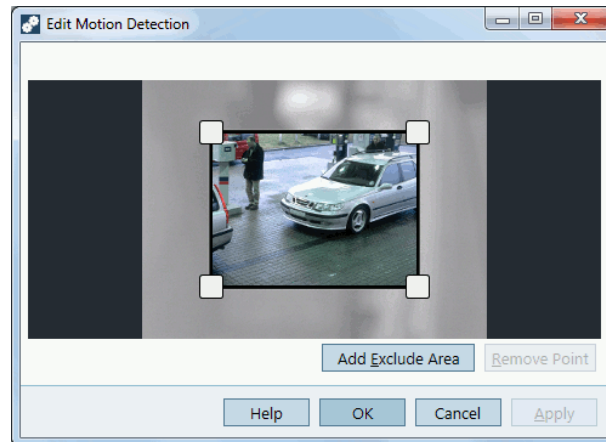 Edit Motion Detection
Add Exclude Area Remove Point
Help OK Cancel Apply